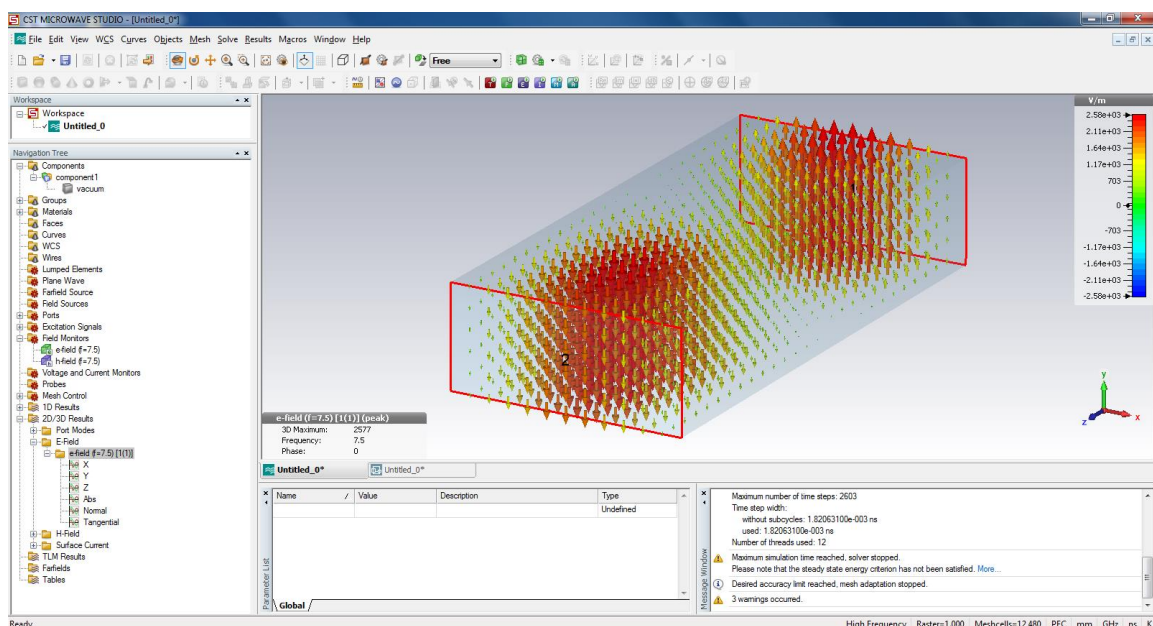 CST MICROWAVE STUDIO - [Untitled_0*]
File Edit View WCS Curves Objects Mesh Solve Results Macros Window Help
Free
Workspace
Workspace
Untitled_0
Navigation Tree
Components
component1
vacuum
Groups
Materials
Faces
Curves
WCS
Wires
Lumped Elements
Plane Wave
Farfield Source
Field Sources
Ports
Excitation Signals
Field Monitors
e-field (f=7.5)
h-field (f=7.5)
Voltage and Current Monitors
Probes
Mesh Control
1D Results
2D/3D Results
Port Modes
E-Field
e-field (f=7.5) [1(1)]
X
Y
Z
Abs
Normal
Tangential
H-Field
Surface Current
TLM Results
Farfields
Tables
V/m
2.58e+03
2.11e+03
1.64e+03
1.17e+03
703
0
-703
-1.17e+03
-1.64e+03
-2.11e+03
-2.58e+03
2
y
x
z
e-field (f=7.5) [1(1)] (peak)
3D Maximum: 2577
Frequency: 7.5
Phase: 0
Untitled_0* Untitled_0*
Name / Value Description Type
Undefined
Parameter List
Global
Message Window
Maximum number of time steps: 2603
Time step width:
without subcycles: 1.82063100e-003 ns
used: 1.82063100e-003 ns
Number of threads used: 12
Maximum simulation time reached, solver stopped.
Please note that the steady state energy criterion has not been satisfied. More...
Desired accuracy limit reached, mesh adaptation stopped.
3 warnings occurred.
Ready
High Frequency Raster=1.000 Meshcells=12,480 PEC mm GHz ns K